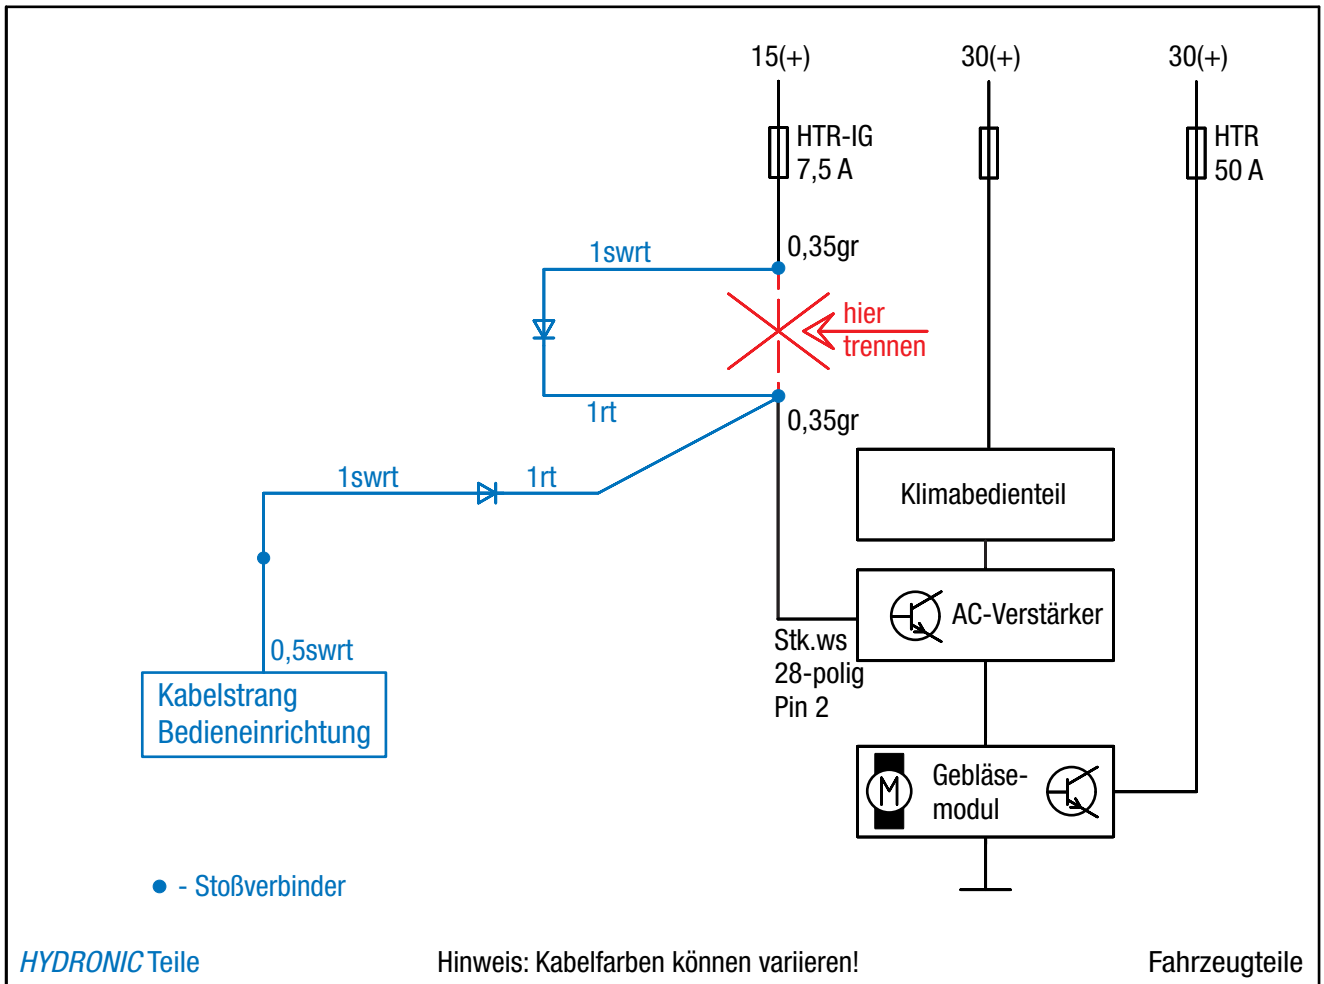 15(+)
30(+)
30(+)
HTR-IG
7,5 A
HTR
50 A
0,35gr
1swrt
hier
trennen
1rt
0,35gr
1swrt
1rt
Klimabedienteil
AC-Verstärker
Stk.ws
28-polig
Pin 2
0,5swrt
Kabelstrang
Bedieneinrichtung
M
Gebläse-
modul
- Stoßverbinder
HYDRONIC Teile
Hinweis: Kabelfarben können variieren!
Fahrzeugteile